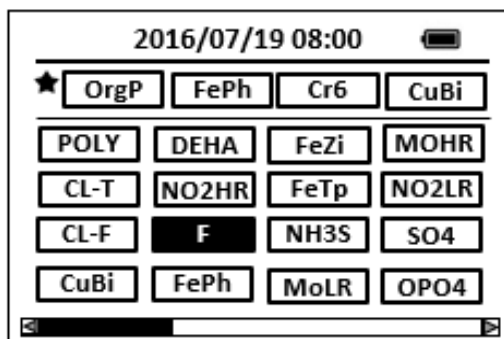 2016/07/19 08:00
OrgP FePh Cr6 CuBi
POLY DEHA FeZi MOHR
CL-T NO2HR FeTp NO2LR
CL-F F NH3S SO4
CuBi FePh MoLR OPO4